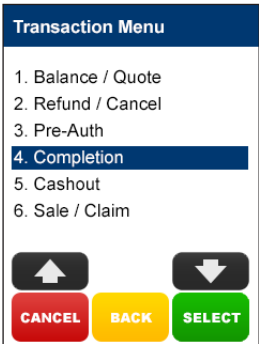 Transaction Menu
1. Balance / Quote
2. Refund / Cancel
3. Pre-Auth
4. Completion
5. Cashout
6. Sale / Claim
CANCEL BACK SELECT